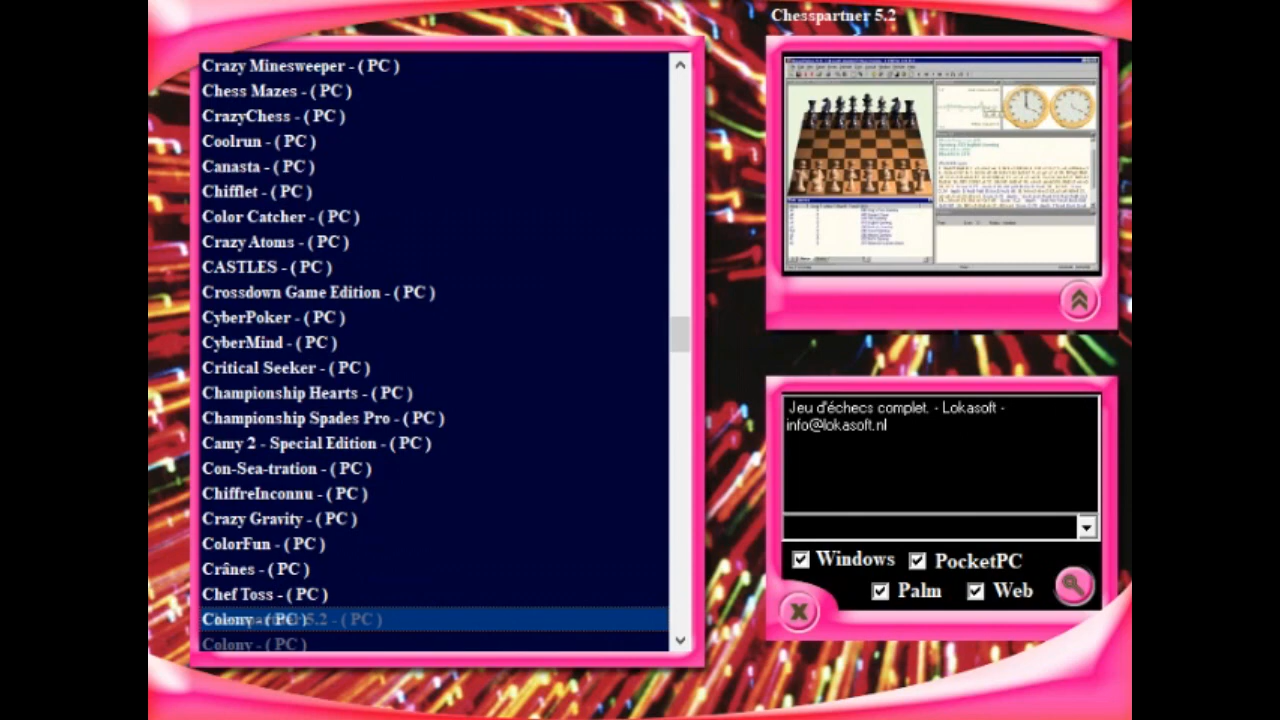 Chesspartner 5.2
Crazy Minesweeper - ( PC )
Chess Mazes - ( PC )
CrazyChess - ( PC )
Coolrun - ( PC )
Canasta - ( PC )
Chifflet - ( PC )
Color Catcher - ( PC )
Crazy Atoms - ( PC )
CASTLES - ( PC )
Crossdown Game Edition - ( PC )
CyberPoker - ( PC )
CyberMind - ( PC )
Critical Seeker - ( PC )
Championship Hearts - ( PC )
Championship Spades Pro - ( PC )
Camy 2 - Special Edition - ( PC )
Con-Sea-tration - ( PC )
ChiffreInconnu - ( PC )
Crazy Gravity - ( PC )
ColorFun - ( PC )
Crânes - ( PC )
Chef Toss - ( PC )
Colony - ( PC ) 5.2 - ( PC )
Colony - ( PC )
Jeu d'échecs complet. - Lokasoft -
info@lokasoft.nl
Windows PocketPC
Palm Web